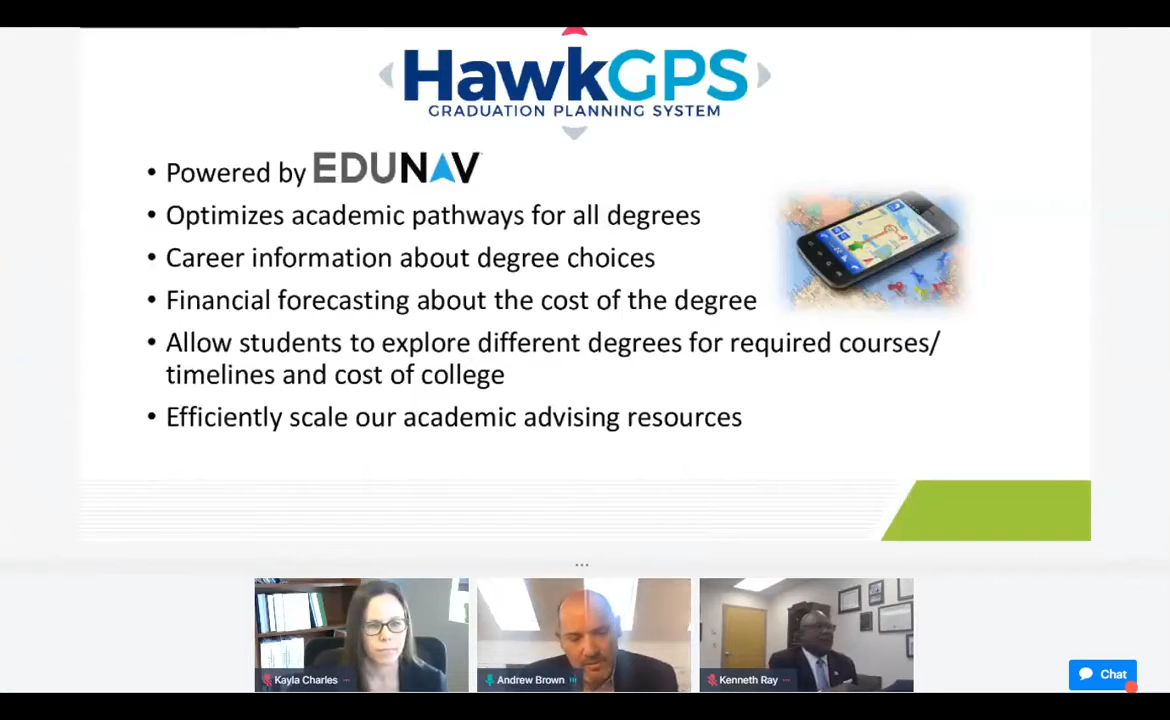 HawkGPS
GRADUATION PLANNING SYSTEM
• Powered by EDUNAV
• Optimizes academic pathways for all degrees
• Career information about degree choices
• Financial forecasting about the cost of the degree
• Allow students to explore different degrees for required courses/
timelines and cost of college
• Efficiently scale our academic advising resources
Kayla Charles
Andrew Brown
Kenneth Ray
Chat